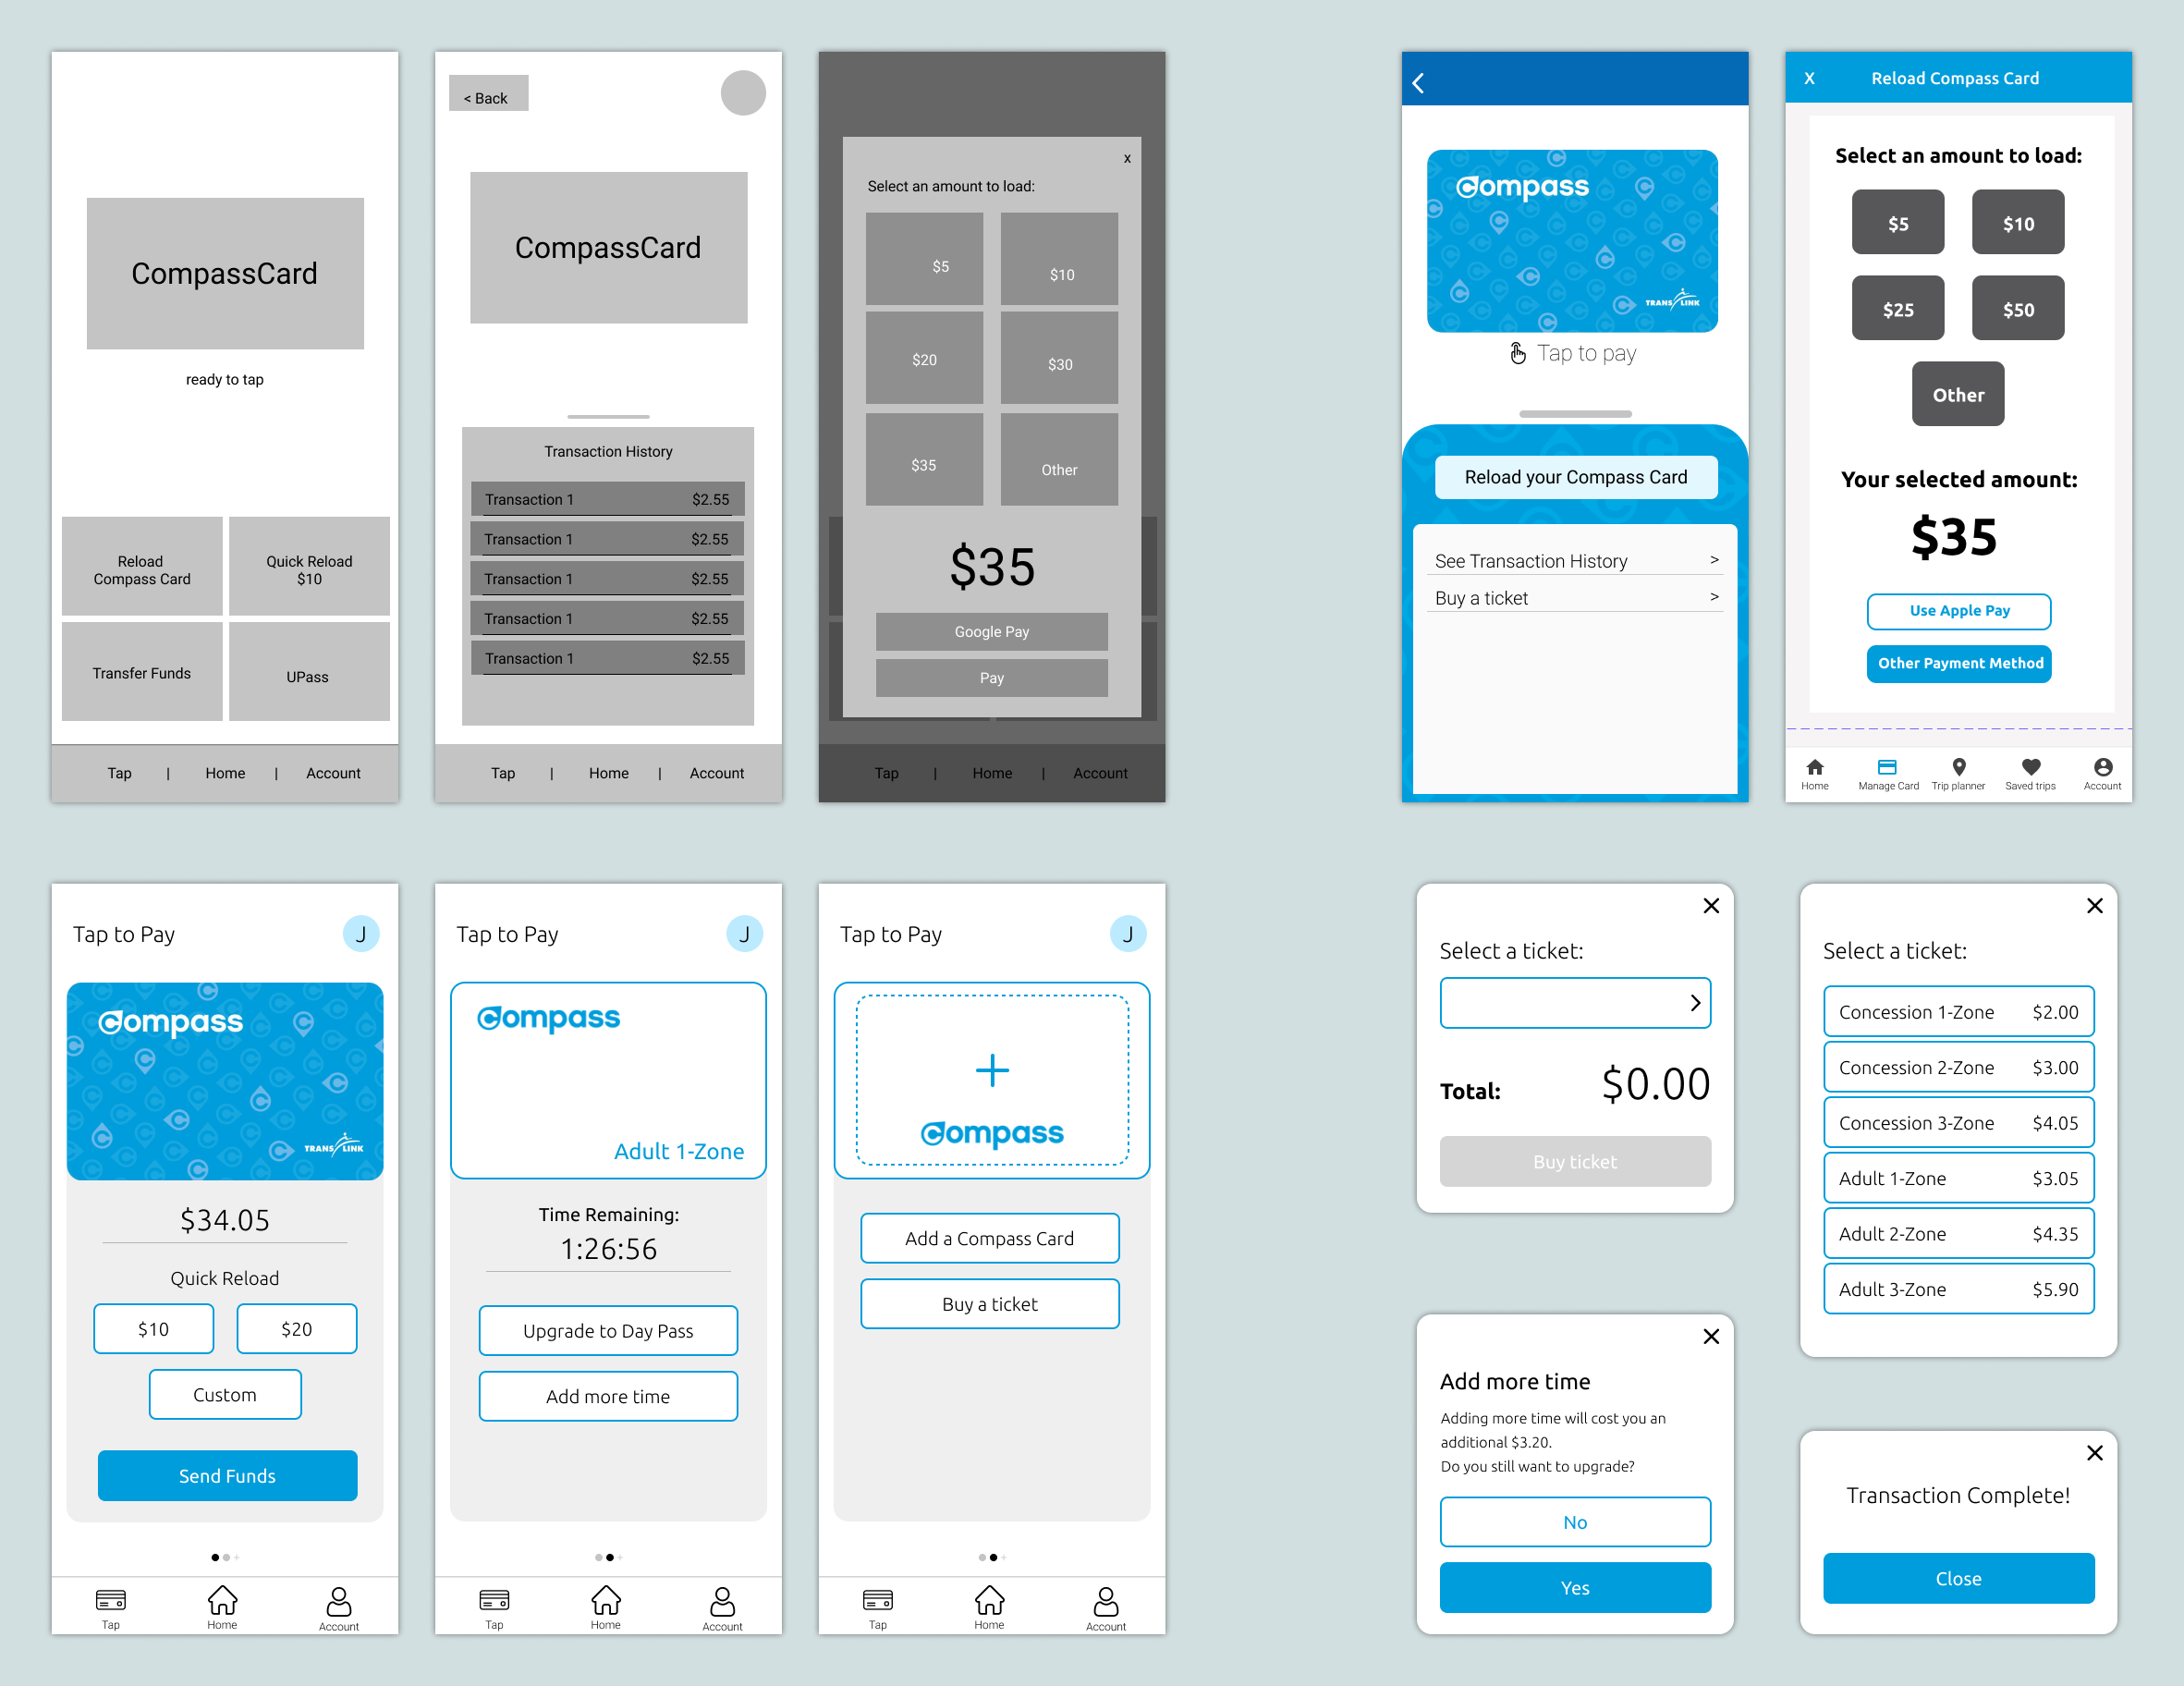 CompassCard
ready to tap
Reload
Compass Card
Quick Reload
$10
Transfer Funds
UPass
Tap | Home | Account
< Back
CompassCard
Transaction History
Transaction 1 $2.55
Transaction 1 $2.55
Transaction 1 $2.55
Transaction 1 $2.55
Transaction 1 $2.55
Tap | Home | Account
x
Select an amount to load:
$5 $10
$20 $30
$35 Other
$35
Google Pay
Pay
Tap | Home | Account
Compass
TRANS LINK
Tap to pay
Reload your Compass Card
See Transaction History >
Buy a ticket >
X Reload Compass Card
Select an amount to load:
$5 $10
$25 $50
Other
Your selected amount:
$35
Use Apple Pay
Other Payment Method
Home Manage Card Trip planner Saved trips Account
Tap to Pay J
Compass
TRANS LINK
$34.05
Quick Reload
$10 $20
Custom
Send Funds
Tap Home Account
Tap to Pay J
Compass
Adult 1-Zone
Time Remaining:
1:26:56
Upgrade to Day Pass
Add more time
Tap Home Account
Tap to Pay J
+
Compass
Add a Compass Card
Buy a ticket
Tap Home Account
Select a ticket:
Total: $0.00
Buy ticket
Add more time
Adding more time will cost you an
additional $3.20.
Do you still want to upgrade?
No
Yes
Select a ticket:
Concession 1-Zone $2.00
Concession 2-Zone $3.00
Concession 3-Zone $4.05
Adult 1-Zone $3.05
Adult 2-Zone $4.35
Adult 3-Zone $5.90
Transaction Complete!
Close